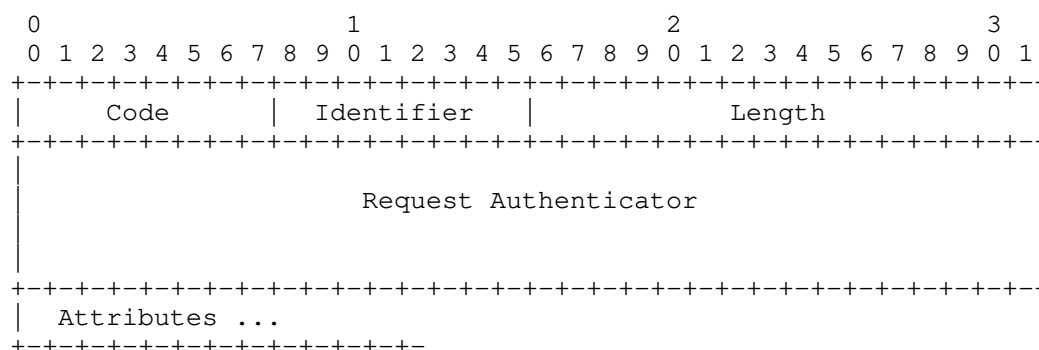 0                   1                   2                   3
 0 1 2 3 4 5 6 7 8 9 0 1 2 3 4 5 6 7 8 9 0 1 2 3 4 5 6 7 8 9 0 1
+-+-+-+-+-+-+-+-+-+-+-+-+-+-+-+-+-+-+-+-+-+-+-+-+-+-+-+-+-+-+-+-
|     Code      |  Identifier   |            Length
+-+-+-+-+-+-+-+-+-+-+-+-+-+-+-+-+-+-+-+-+-+-+-+-+-+-+-+-+-+-+-+-
|
|                     Request Authenticator
|
|
+-+-+-+-+-+-+-+-+-+-+-+-+-+-+-+-+-+-+-+-+-+-+-+-+-+-+-+-+-+-+-+-
|  Attributes ...
+-+-+-+-+-+-+-+-+-+-+-+-+-